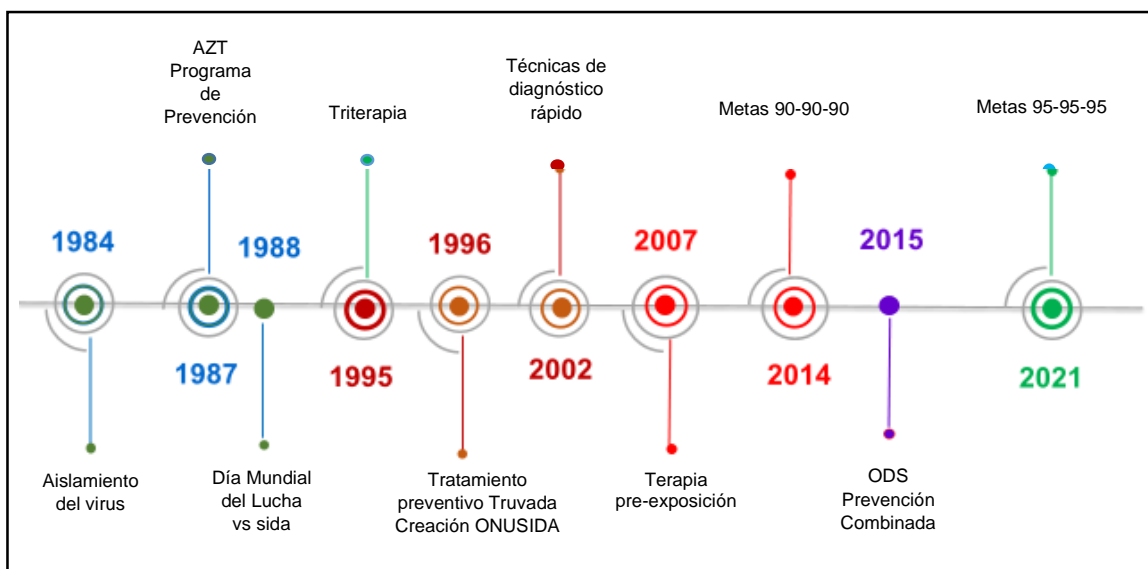 AZT
Programa
de
Prevención
Triterapia
Técnicas de
diagnóstico
rápido
Metas 90-90-90
Metas 95-95-95
1984
1988
1996
2007
2015
1987
1995
2002
2014
2021
Aislamiento
del virus
Día Mundial
del Lucha
vs sida
Tratamiento
preventivo Truvada
Creación ONUSIDA
Terapia
pre-exposición
ODS
Prevención
Combinada